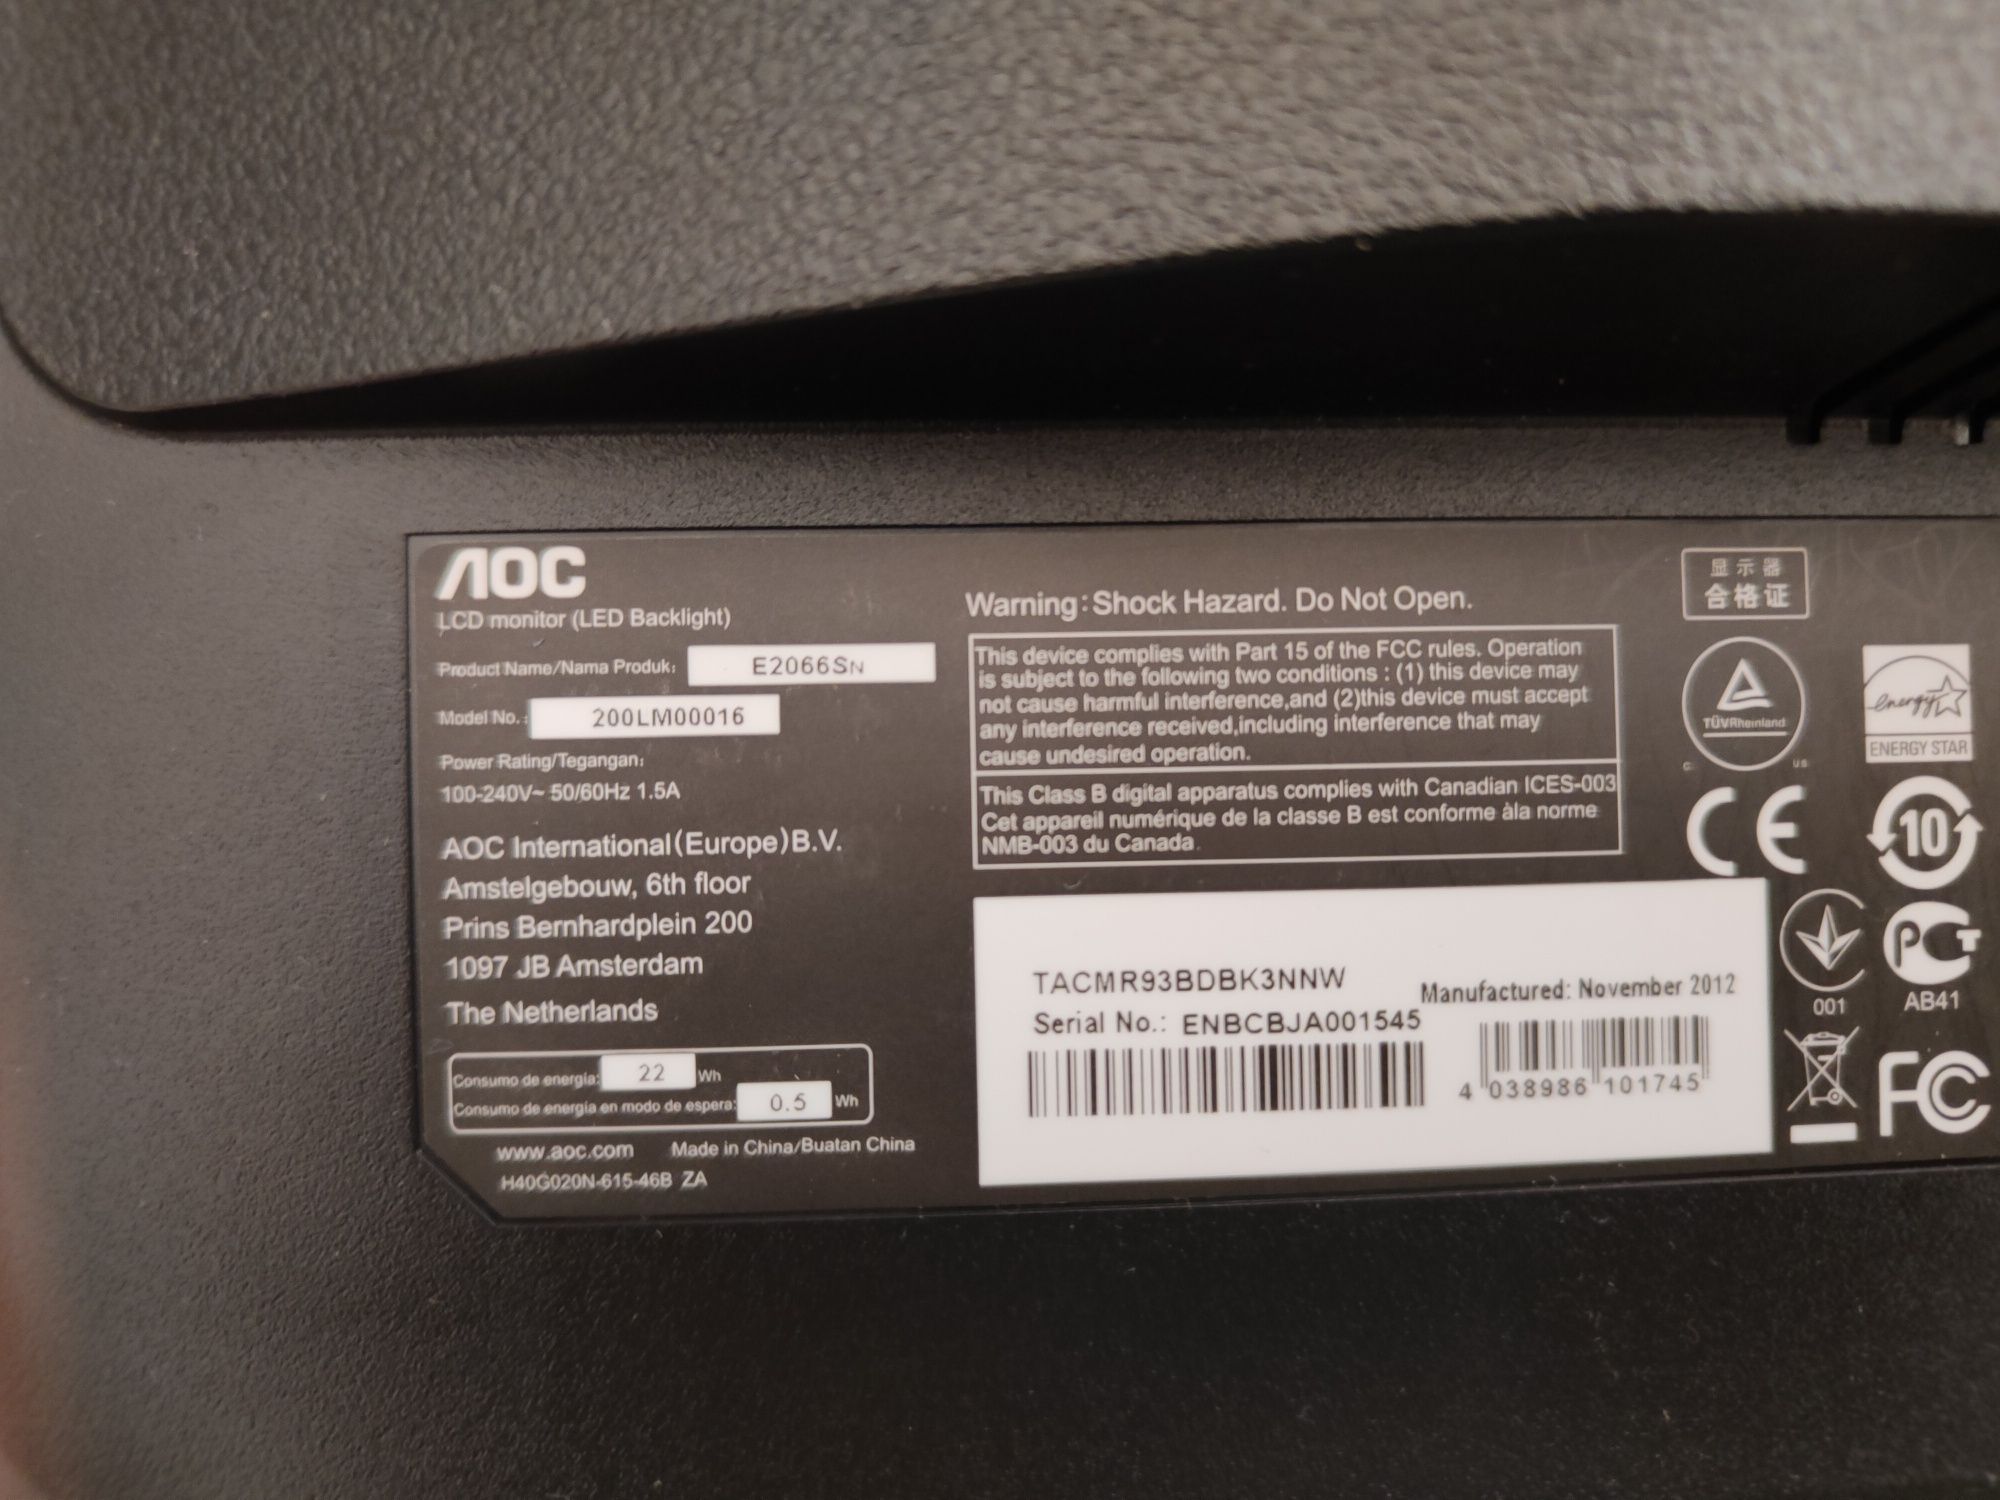 AOC
LCD monitor (LED Backlight)
Product Name/Nama Produk: E2066SN
Model No.: 200LM00016
Power Rating/Tegangan:
100-240V~ 50/60Hz 1.5A
AOC International(Europe)B.V.
Amstelgebouw, 6th floor
Prins Bernhardplein 200
1097 JB Amsterdam
The Netherlands
Consumo de energia: 22 Wh
Consumo de energia en modo de espera: 0.5 Wh
www.aoc.com Made in China/Buatan China
H40G020N-615-46B ZA
Warning:Shock Hazard. Do Not Open.
This device complies with Part 15 of the FCC rules. Operation
is subject to the following two conditions : (1) this device may
not cause harmful interference,and (2)this device must accept
any interference received,including interference that may
cause undesired operation.
This Class B digital apparatus complies with Canadian ICES-003
Cet appareil numérique de la classe B est conforme àla norme
NMB-003 du Canada.
TACMR93BDBK3NNW
Manufactured: November 2012
Serial No.: ENBCBJA001545
4 038986 101745
显示器
合格证
TÜVRheinland
C US
energy
ENERGY STAR
CE
10
001
PCT
AB41
FC